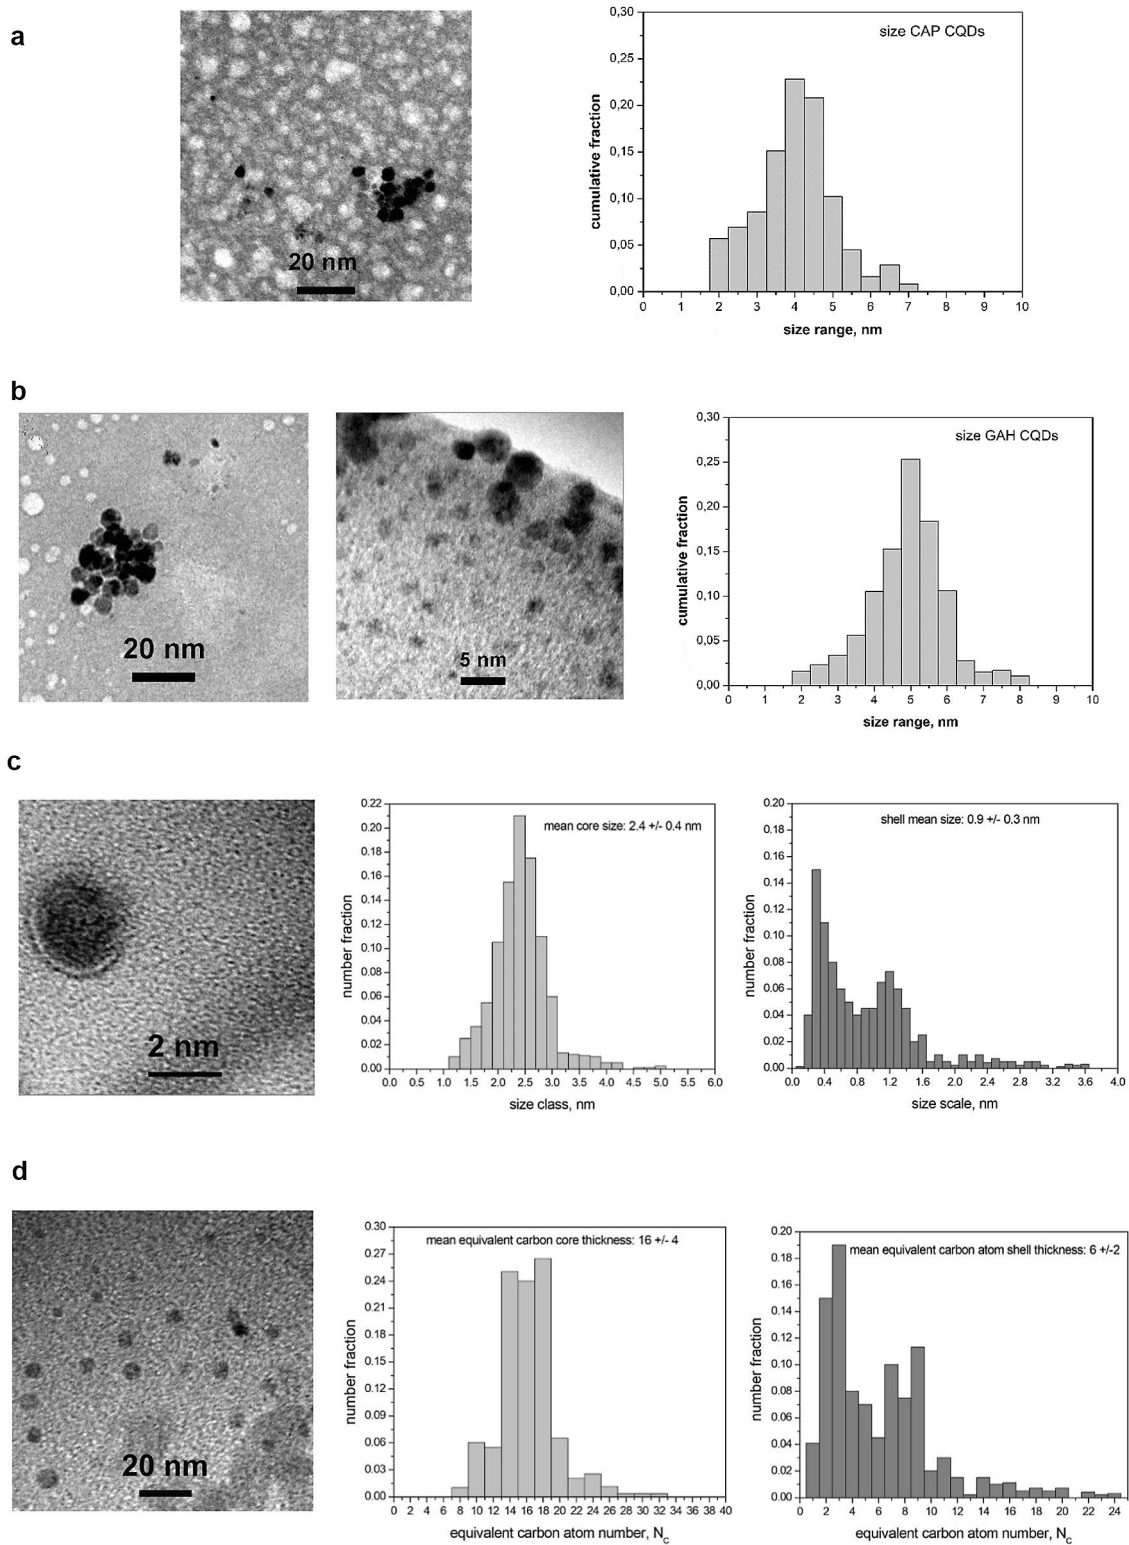 a
20 nm
0,30
0,25
0,20
0,15
0,10
0,05
0,00
cumulative fraction
size CAP CQDs
0 1 2 3 4 5 6 7 8 9 10
size range, nm
b
20 nm
5 nm
0,30
0,25
0,20
0,15
0,10
0,05
0,00
cumulative fraction
size GAH CQDs
0 1 2 3 4 5 6 7 8 9 10
size range, nm
c
2 nm
0.22
0.20
0.18
0.16
0.14
0.12
0.10
0.08
0.06
0.04
0.02
0.00
number fraction
mean core size: 2.4 +/- 0.4 nm
0.0 0.5 1.0 1.5 2.0 2.5 3.0 3.5 4.0 4.5 5.0 5.5 6.0
size class, nm
0.20
0.18
0.16
0.14
0.12
0.10
0.08
0.06
0.04
0.02
0.00
number fraction
shell mean size: 0.9 +/- 0.3 nm
0.0 0.4 0.8 1.2 1.6 2.0 2.4 2.8 3.2 3.6 4.0
size scale, nm
d
20 nm
0.30
0.27
0.24
0.21
0.18
0.15
0.12
0.09
0.06
0.03
0.00
number fraction
mean equivalent carbon core thickness: 16 +/- 4
0 2 4 6 8 10 12 14 16 18 20 22 24 26 28 30 32 34 36 38 40
equivalent carbon atom number, Nc
0.20
0.18
0.16
0.14
0.12
0.10
0.08
0.06
0.04
0.02
0.00
number fraction
mean equivalent carbon atom shell thickness: 6 +/-2
0 2 4 6 8 10 12 14 16 18 20 22 24
equivalent carbon atom number, Nc